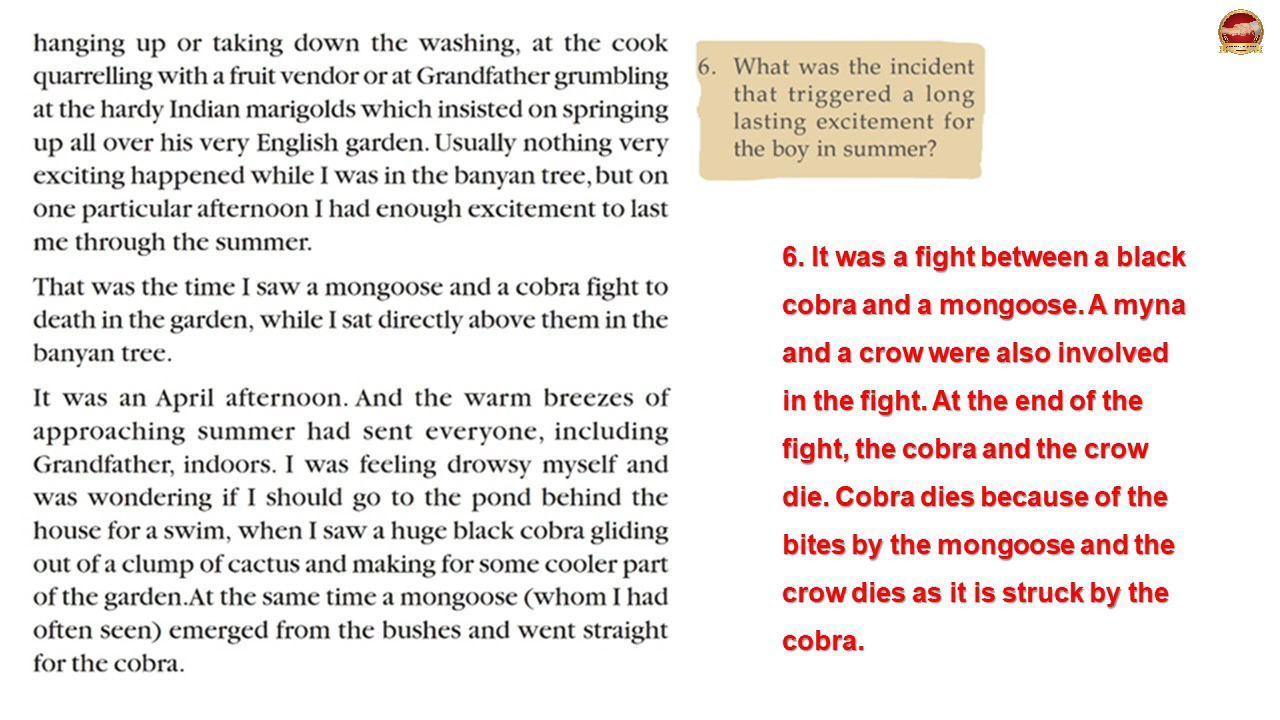 hanging up or taking down the washing, at the cook
quarrelling with a fruit vendor or at Grandfather grumbling
at the hardy Indian marigolds which insisted on springing
up all over his very English garden. Usually nothing very
exciting happened while I was in the banyan tree, but on
one particular afternoon I had enough excitement to last
me through the summer.
That was the time I saw a mongoose and a cobra fight to
death in the garden, while I sat directly above them in the
banyan tree.
It was an April afternoon. And the warm breezes of
approaching summer had sent everyone, including
Grandfather, indoors. I was feeling drowsy myself and
was wondering if I should go to the pond behind the
house for a swim, when I saw a huge black cobra gliding
out of a clump of cactus and making for some cooler part
of the garden.At the same time a mongoose (whom I had
often seen) emerged from the bushes and went straight
for the cobra.
6. What was the incident
that triggered a long
lasting excitement for
the boy in summer?
6. It was a fight between a black
cobra and a mongoose. A myna
and a crow were also involved
in the fight. At the end of the
fight, the cobra and the crow
die. Cobra dies because of the
bites by the mongoose and the
crow dies as it is struck by the
cobra.